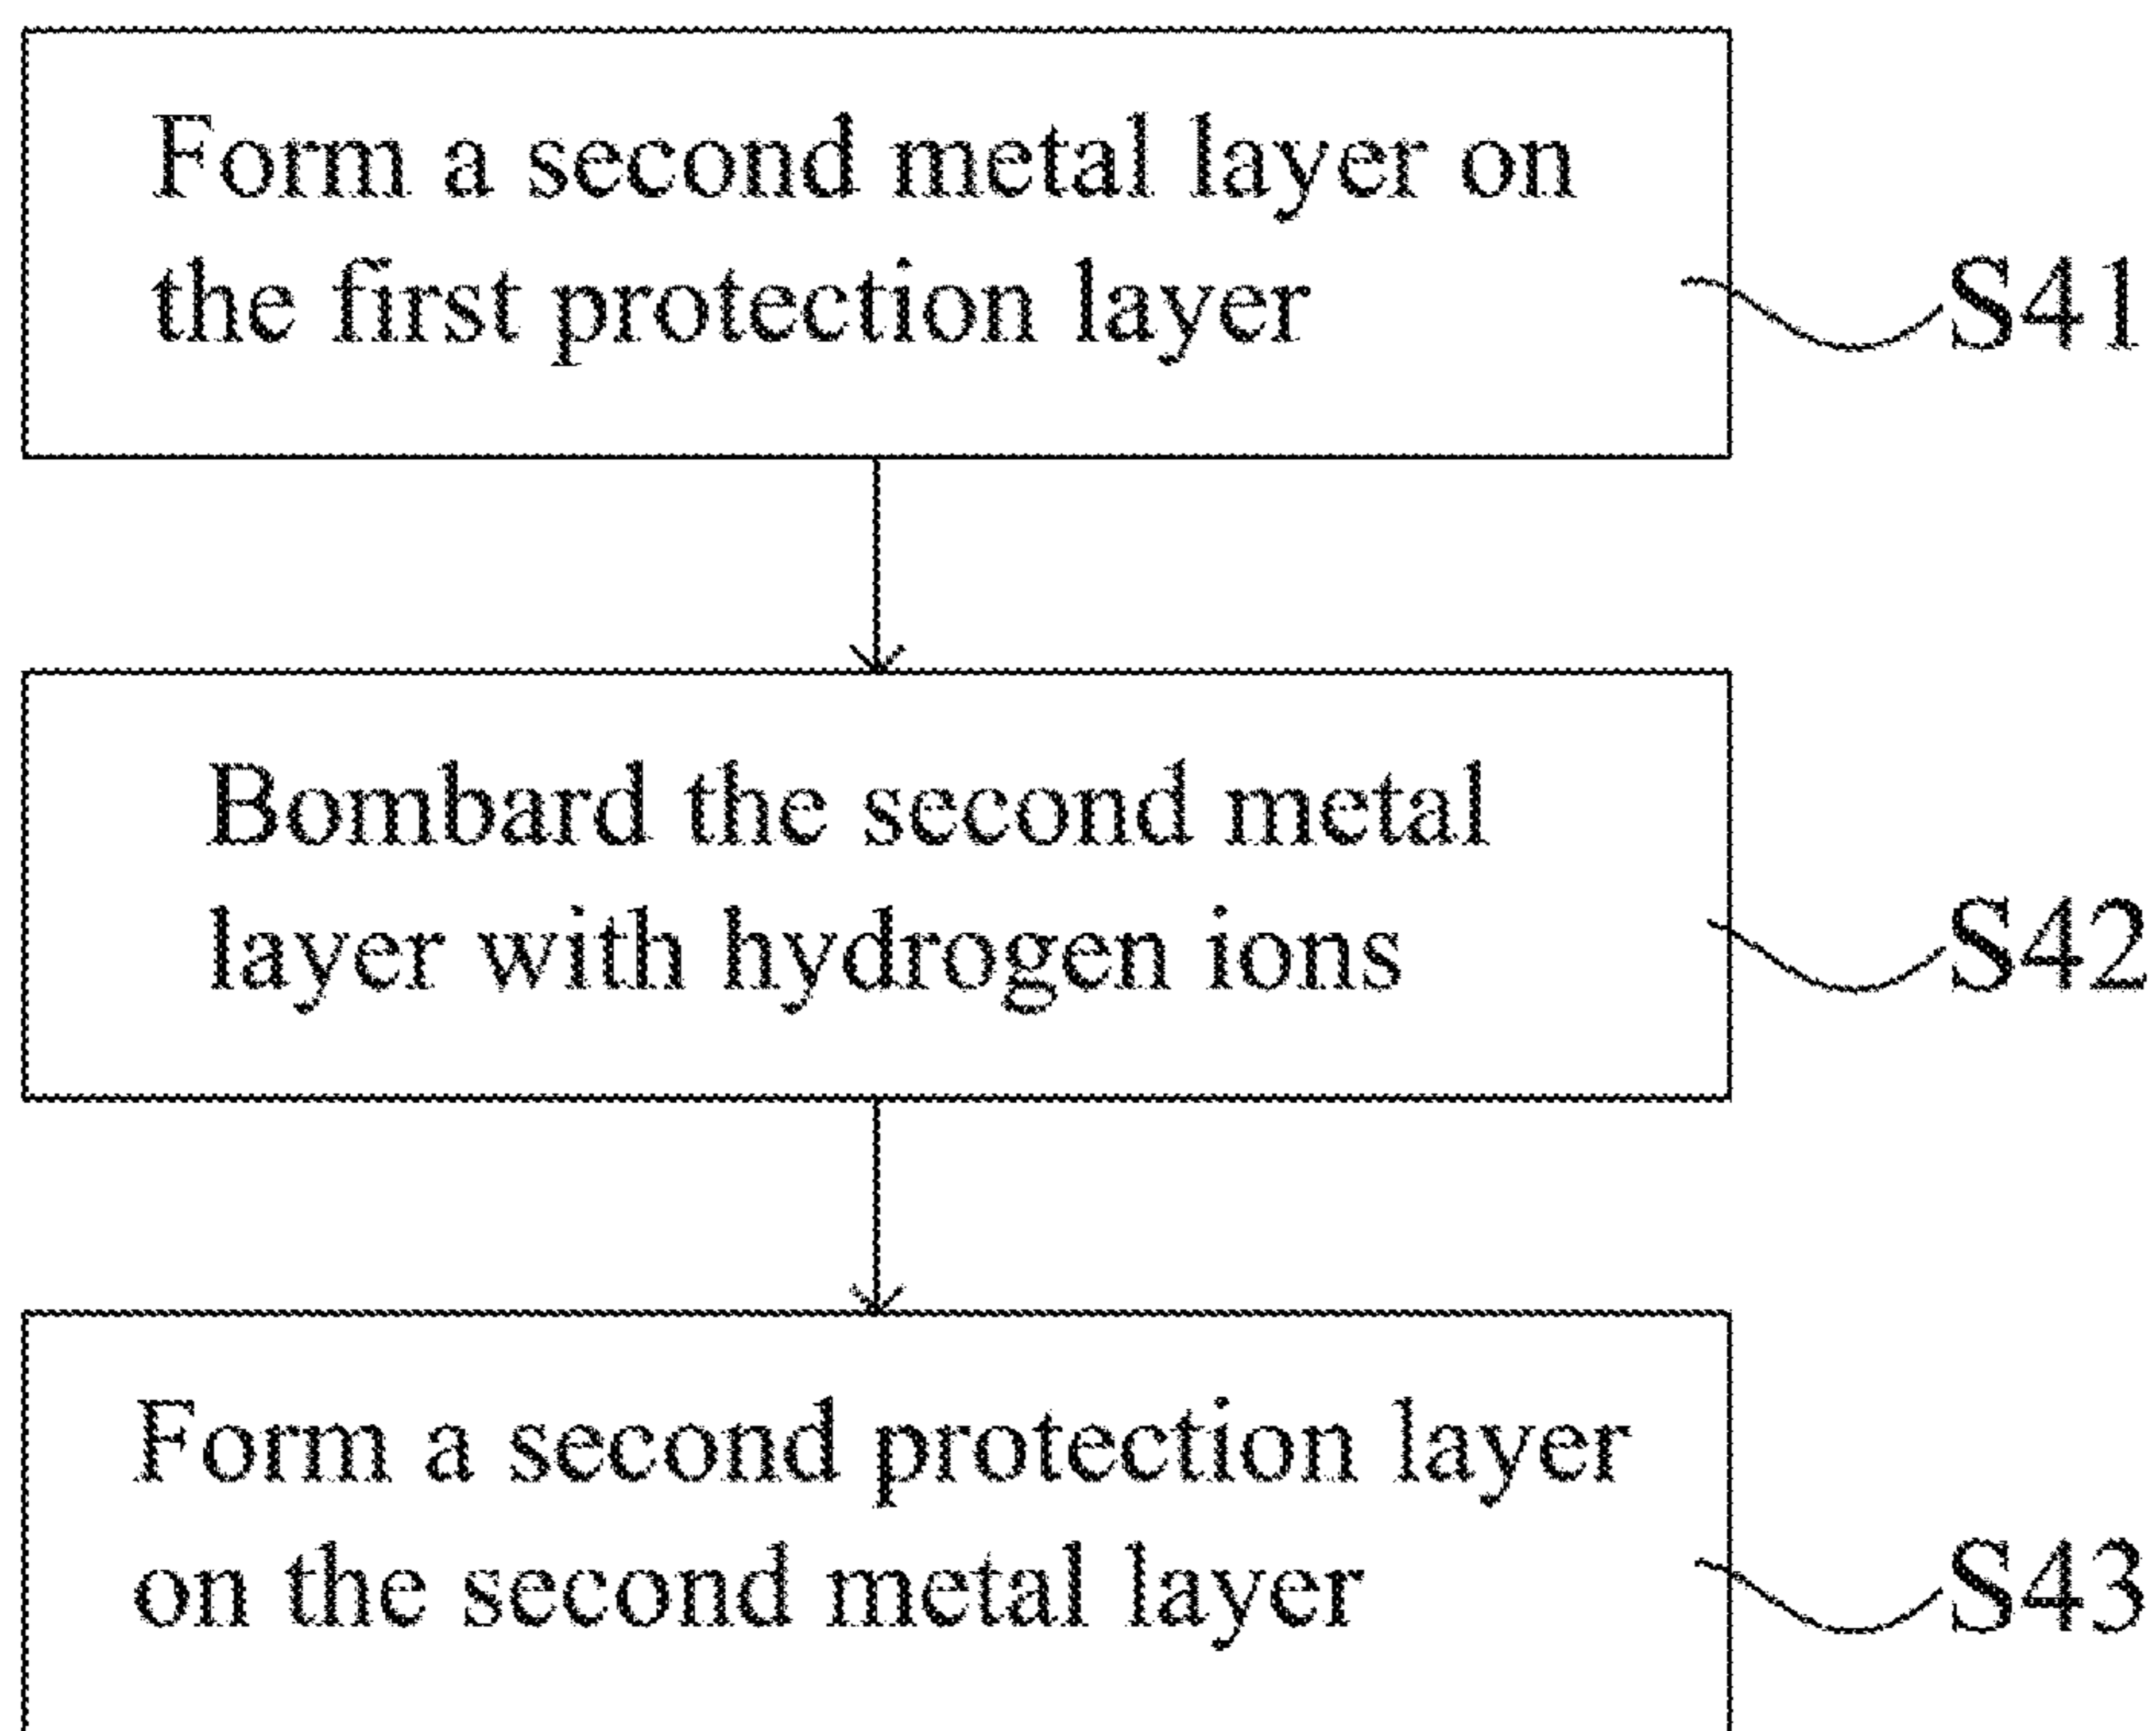 Form a second metal layer on
the first protection layer
S41
Bombard the second metal
layer with hydrogen ions
S42
Form a second protection layer
on the second metal layer
S43